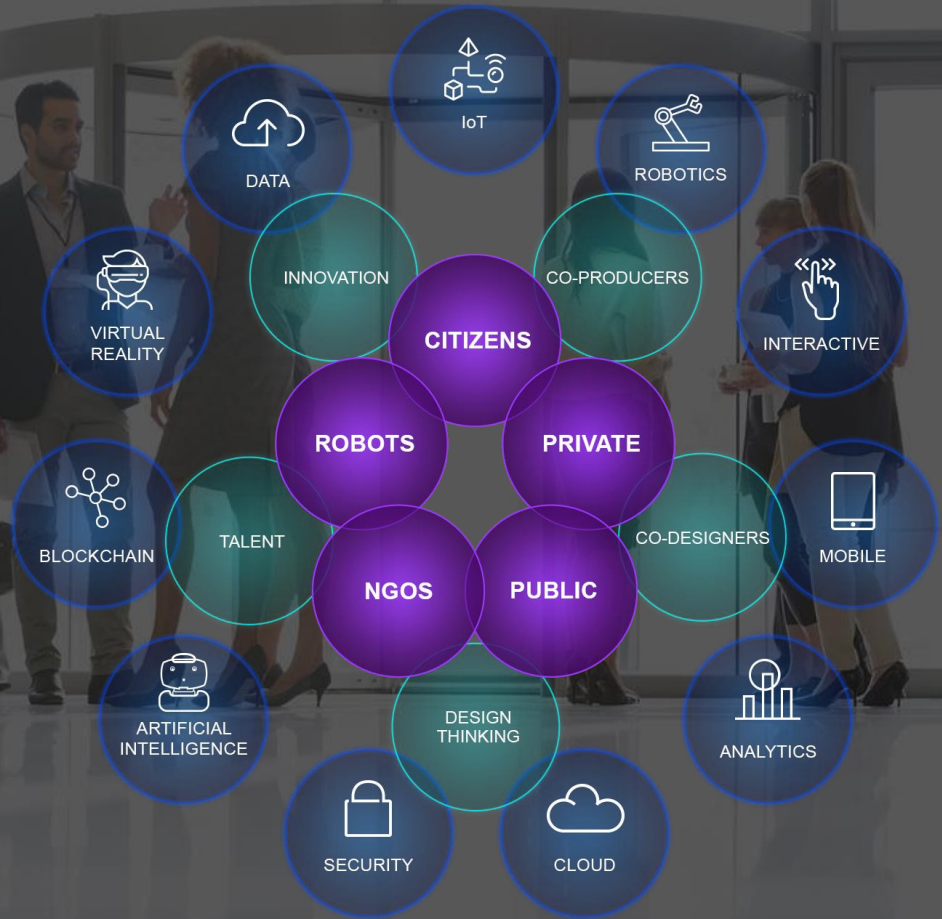 IoT
DATA
ROBOTICS
INNOVATION
CO-PRODUCERS
CITIZENS
VIRTUAL
REALITY
INTERACTIVE
ROBOTS
PRIVATE
BLOCKCHAIN
TALENT
CO-DESIGNERS
MOBILE
NGOS
PUBLIC
ARTIFICIAL
INTELLIGENCE
DESIGN
THINKING
ANALYTICS
SECURITY
CLOUD